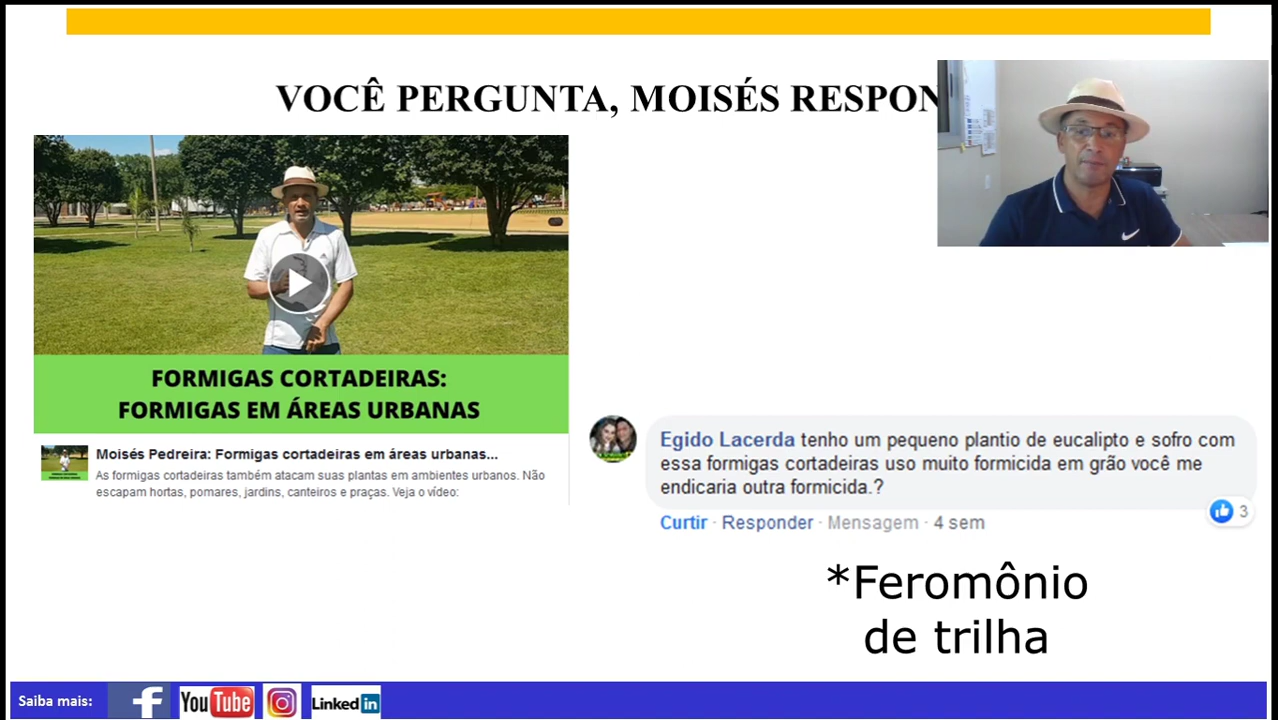 VOCÊ PERGUNTA, MOISÉS RESPON
FORMIGAS CORTADEIRAS:
FORMIGAS EM ÁREAS URBANAS
Moisés Pedreira: Formigas cortadeiras em áreas urbanas...
As formigas cortadeiras também atacam suas plantas em ambientes urbanos. Não
escapam hortas, pomares, jardins, canteiros e praças. Veja o vídeo:
Egido Lacerda tenho um pequeno plantio de eucalipto e sofro com
essa formigas cortadeiras uso muito formicida em grão você me
endicaria outra formicida.?
Curtir · Responder · Mensagem · 4 sem
3
*Feromônio
de trilha
Saiba mais:
f
YouTube
Linked in